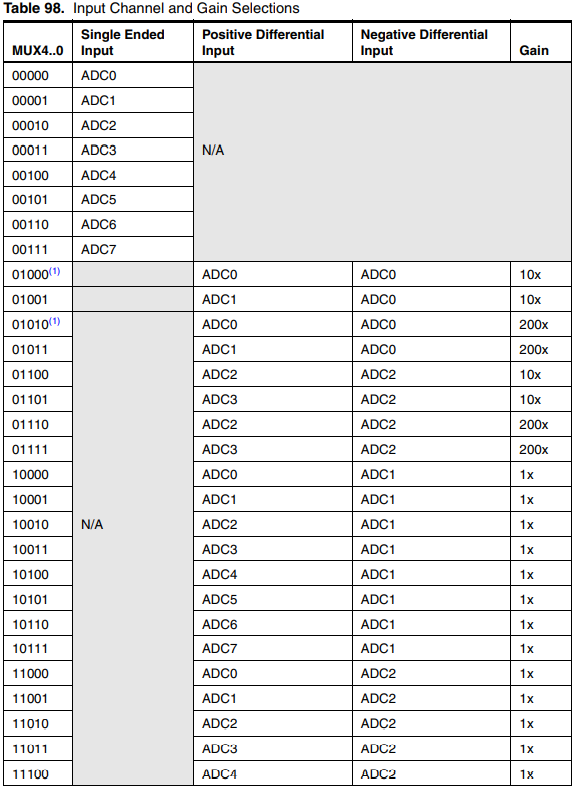 Table 98. Input Channel and Gain Selections
MUX4..0 Single Ended Input Positive Differential Input Negative Differential Input Gain
00000 ADC0
00001 ADC1
00010 ADC2
00011 ADC3 N/A
00100 ADC4
00101 ADC5
00110 ADC6
00111 ADC7
01000(1) ADC0 ADC0 10x
01001 ADC1 ADC0 10x
01010(1) ADC0 ADC0 200x
01011 ADC1 ADC0 200x
01100 ADC2 ADC2 10x
01101 ADC3 ADC2 10x
01110 ADC2 ADC2 200x
01111 ADC3 ADC2 200x
10000 ADC0 ADC1 1x
10001 ADC1 ADC1 1x
10010 N/A ADC2 ADC1 1x
10011 ADC3 ADC1 1x
10100 ADC4 ADC1 1x
10101 ADC5 ADC1 1x
10110 ADC6 ADC1 1x
10111 ADC7 ADC1 1x
11000 ADC0 ADC2 1x
11001 ADC1 ADC2 1x
11010 ADC2 ADC2 1x
11011 ADC3 ADC2 1x
11100 ADC4 ADC2 1x